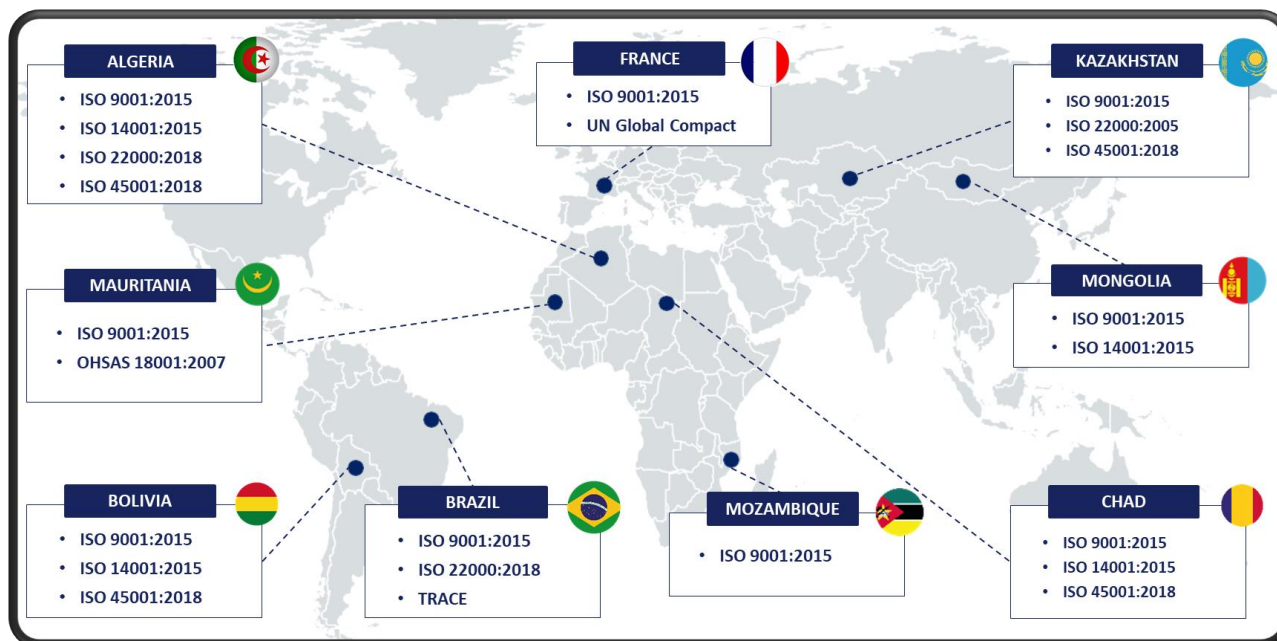 ALGERIA
• ISO 9001:2015
• ISO 14001:2015
• ISO 22000:2018
• ISO 45001:2018
FRANCE
• ISO 9001:2015
• UN Global Compact
KAZAKHSTAN
• ISO 9001:2015
• ISO 22000:2005
• ISO 45001:2018
MAURITANIA
• ISO 9001:2015
• OHSAS 18001:2007
MONGOLIA
• ISO 9001:2015
• ISO 14001:2015
BOLIVIA
• ISO 9001:2015
• ISO 14001:2015
• ISO 45001:2018
BRAZIL
• ISO 9001:2015
• ISO 22000:2018
• TRACE
MOZAMBIQUE
• ISO 9001:2015
CHAD
• ISO 9001:2015
• ISO 14001:2015
• ISO 45001:2018